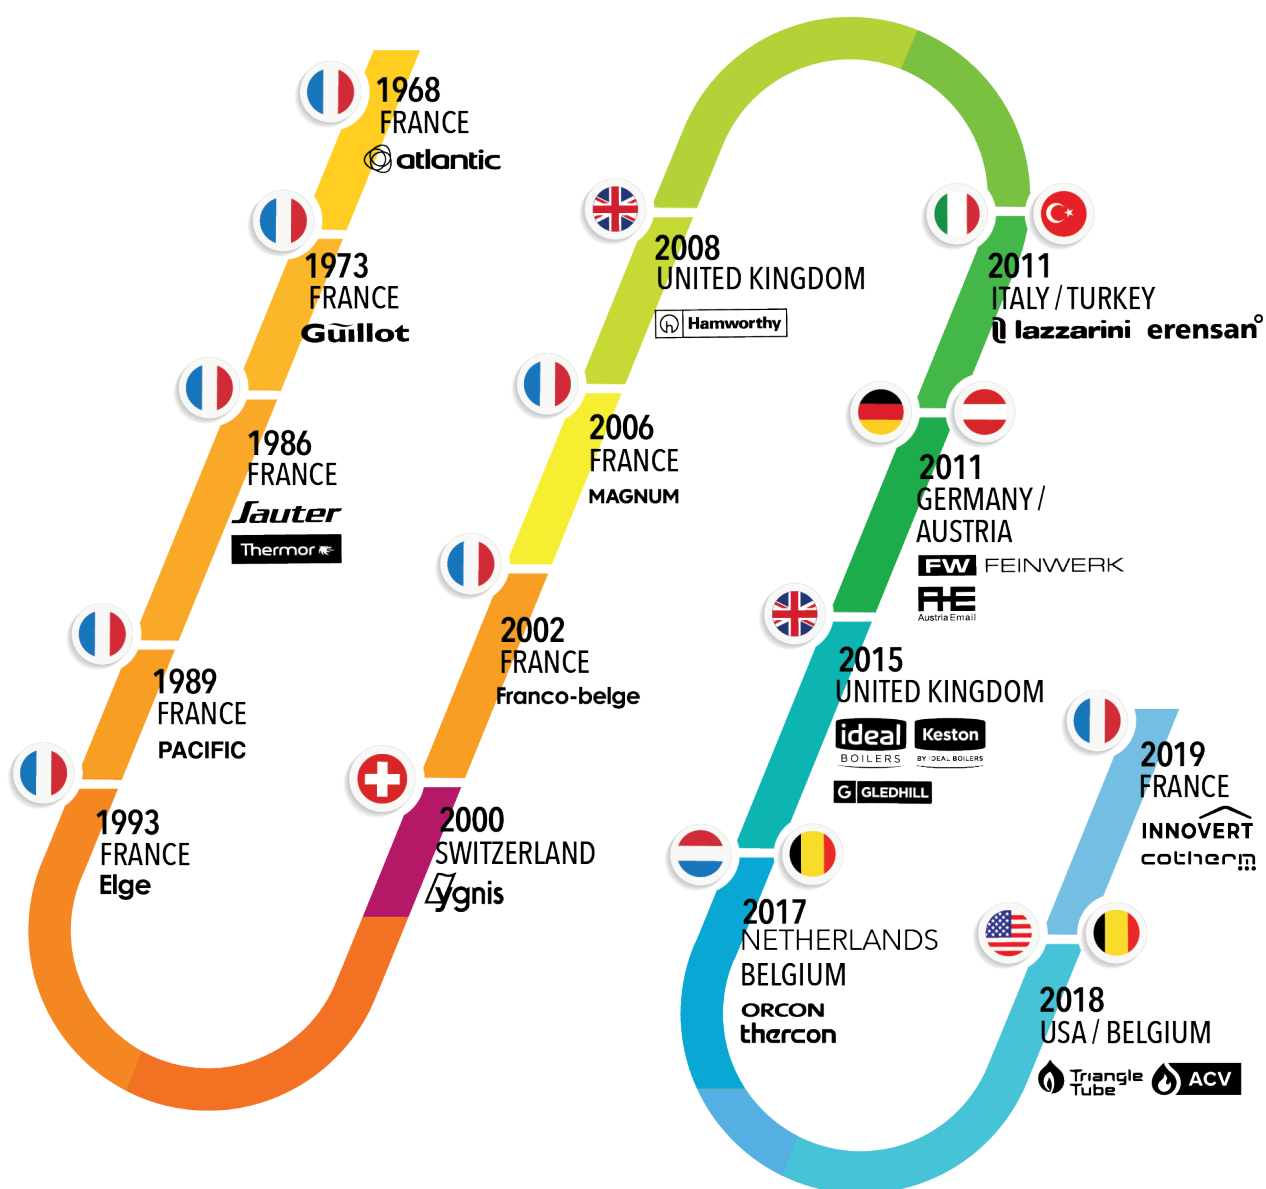 1968
FRANCE
atlantic
1973
FRANCE
Guillot
1986
FRANCE
Sauter
Thermor
1989
FRANCE
PACIFIC
1993
FRANCE
Elge
2000
SWITZERLAND
ygnis
2002
FRANCE
Franco-belge
2006
FRANCE
MAGNUM
2008
UNITED KINGDOM
h Hamworthy
2011
ITALY / TURKEY
lazzarini erensan
2011
GERMANY /
AUSTRIA
FW FEINWERK
AE
Austria Email
2015
UNITED KINGDOM
ideal
BOILERS
Keston
BY IDEAL BOILERS
G GLEDHILL
2017
NETHERLANDS
BELGIUM
ORCON
thercon
2018
USA / BELGIUM
Triangle
Tube
ACV
2019
FRANCE
INNOVERT
cotherm